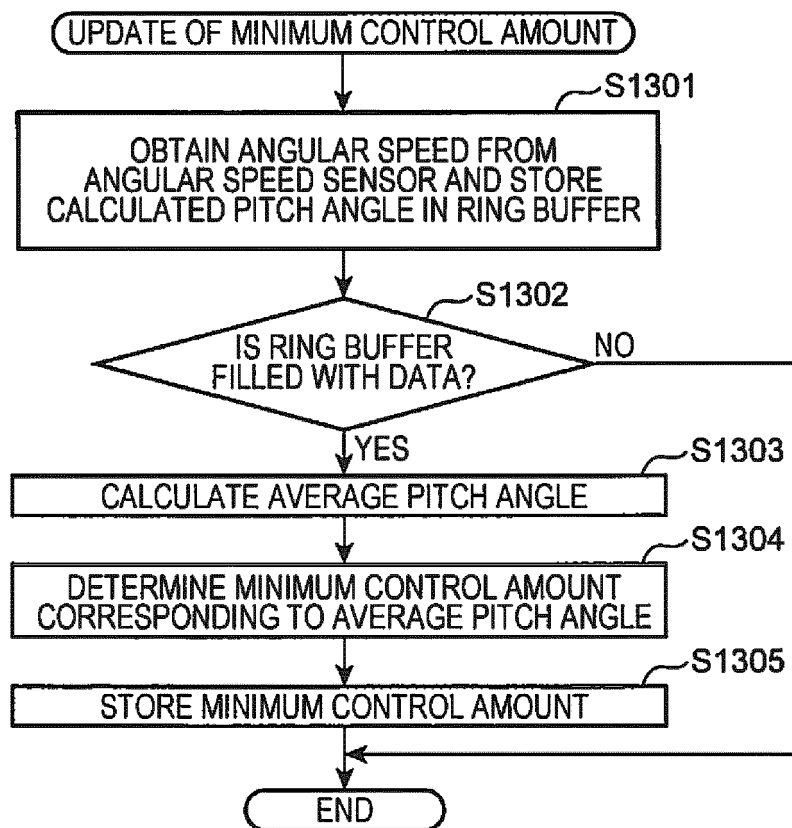 UPDATE OF MINIMUM CONTROL AMOUNT
S1301
OBTAIN ANGULAR SPEED FROM
ANGULAR SPEED SENSOR AND STORE
CALCULATED PITCH ANGLE IN RING BUFFER
S1302
IS RING BUFFER
FILLED WITH DATA?
NO
YES
S1303
CALCULATE AVERAGE PITCH ANGLE
S1304
DETERMINE MINIMUM CONTROL AMOUNT
CORRESPONDING TO AVERAGE PITCH ANGLE
S1305
STORE MINIMUM CONTROL AMOUNT
END